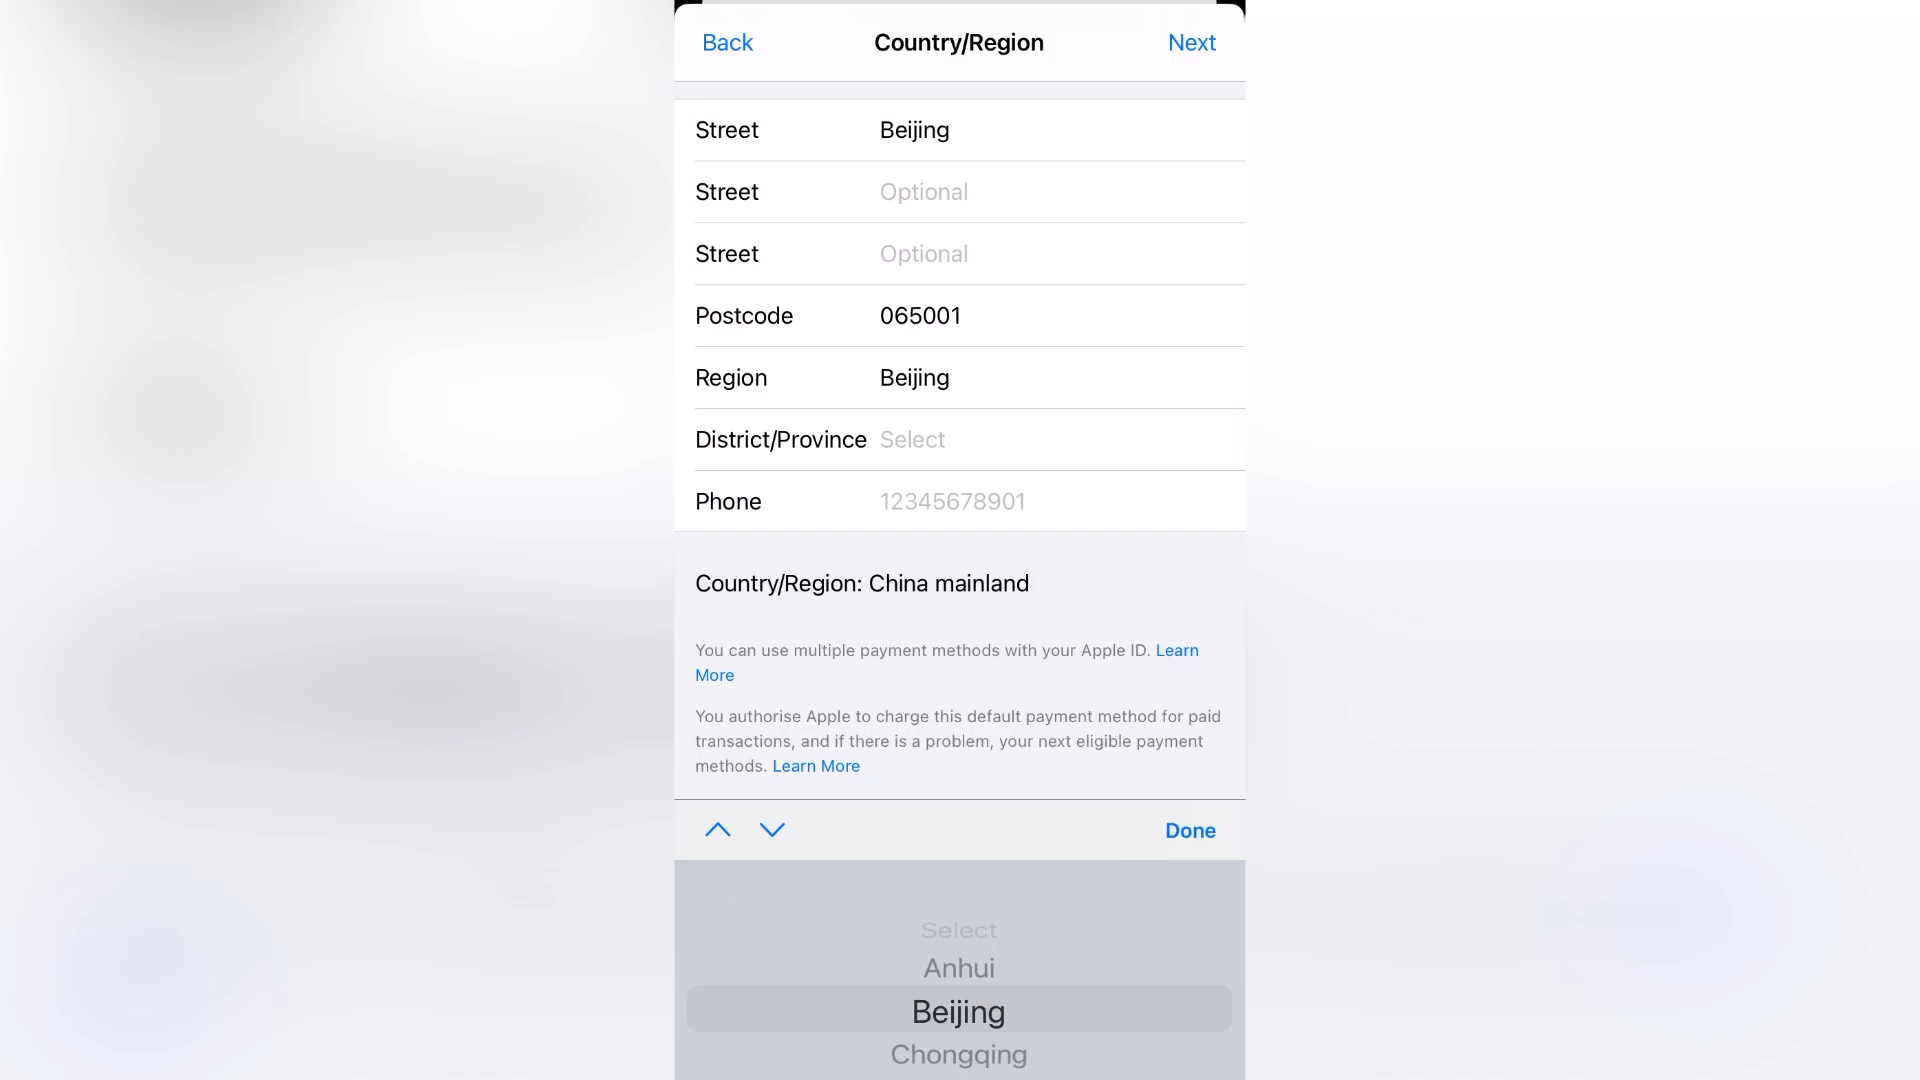 Back Country/Region Next
Street Beijing
Street Optional
Street Optional
Postcode 065001
Region Beijing
District/Province Select
Phone 12345678901
Country/Region: China mainland
You can use multiple payment methods with your Apple ID. Learn
More
You authorise Apple to charge this default payment method for paid
transactions, and if there is a problem, your next eligible payment
methods. Learn More
Done
Select
Anhui
Beijing
Chongqing